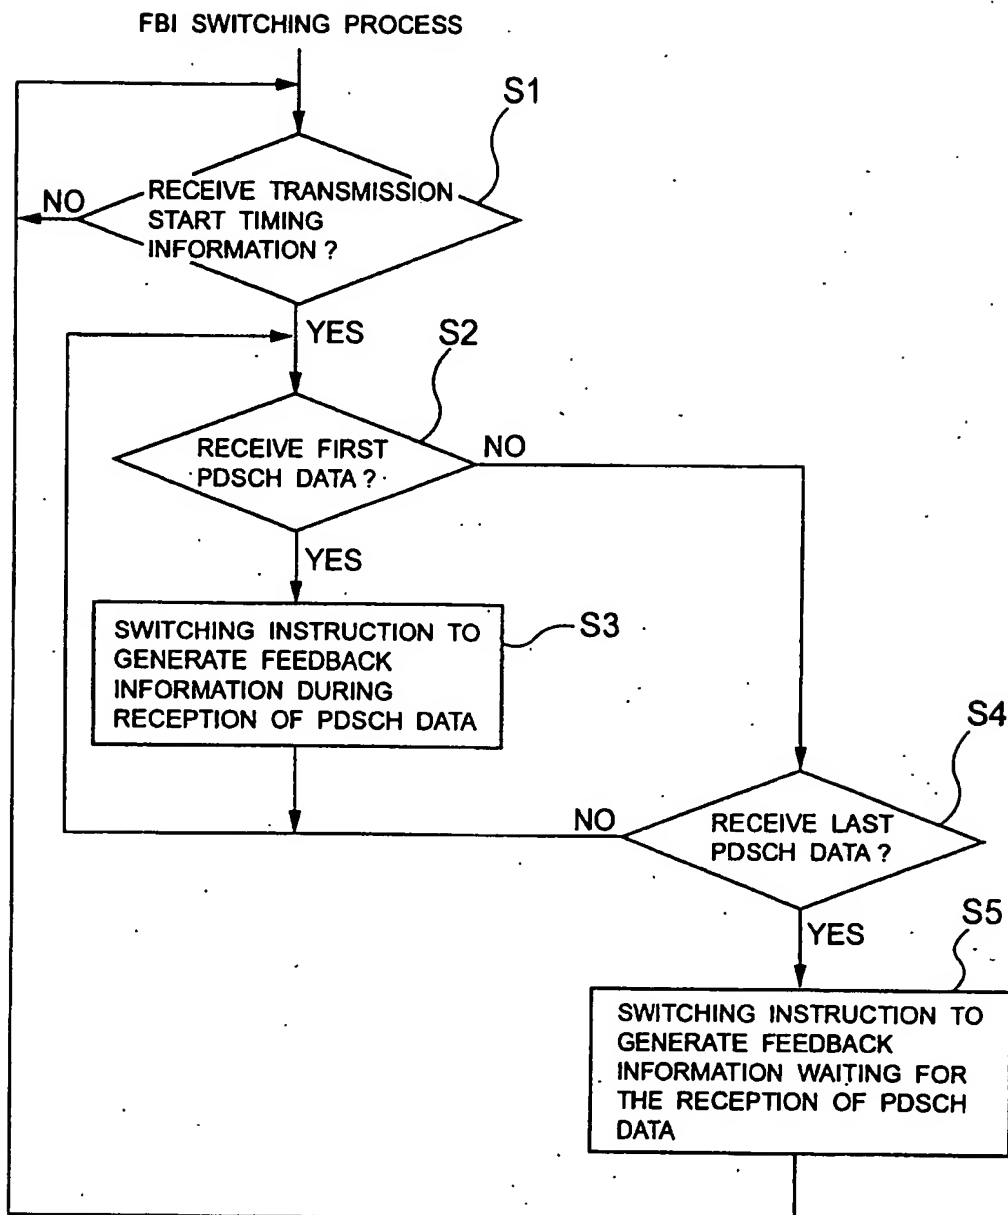 FBI SWITCHING PROCESS
S1
RECEIVE TRANSMISSION
START TIMING
INFORMATION ?
NO
YES
S2
RECEIVE FIRST
PDSCH DATA ?
NO
YES
SWITCHING INSTRUCTION TO
GENERATE FEEDBACK
INFORMATION DURING
RECEPTION OF PDSCH DATA
S3
S4
NO
RECEIVE LAST
PDSCH DATA ?
S5
YES
SWITCHING INSTRUCTION TO
GENERATE FEEDBACK
INFORMATION WAITING FOR
THE RECEPTION OF PDSCH
DATA